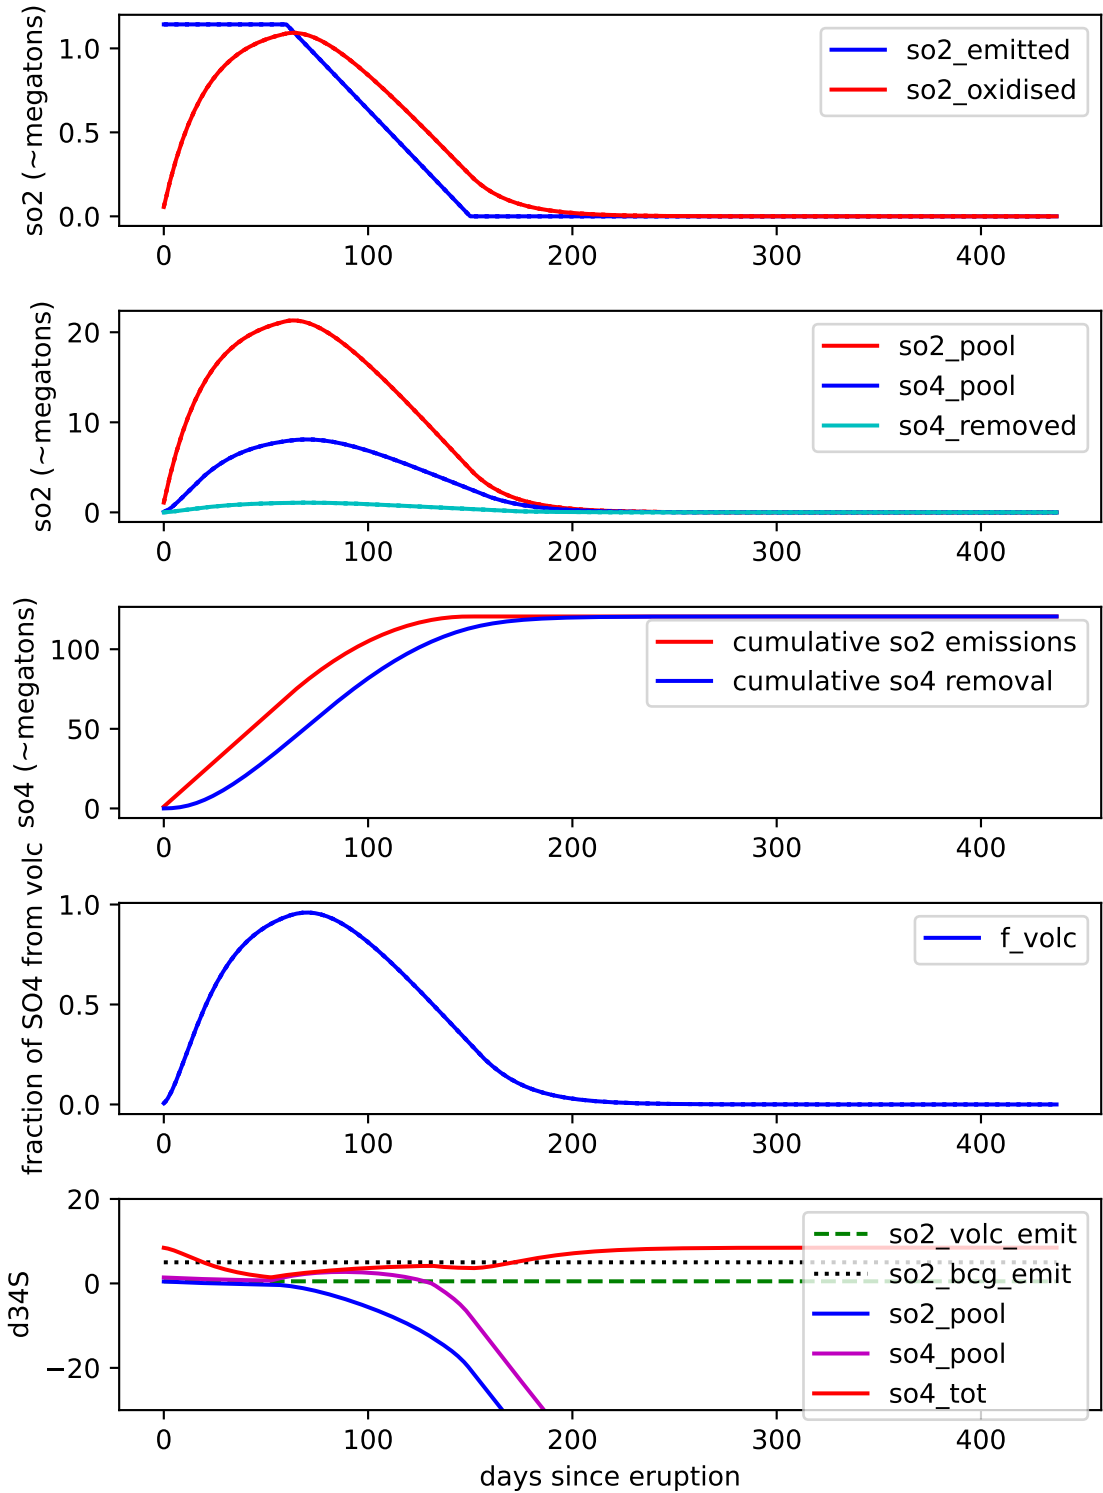 so2 (~megatons)
1.0
0.5
0.0
so2_emitted
so2_oxidised
0 100 200 300 400
so2 (~megatons)
20
10
0
so2_pool
so4_pool
so4_removed
0 100 200 300 400
so4 (~megatons)
100
50
0
cumulative so2 emissions
cumulative so4 removal
0 100 200 300 400
fraction of SO4 from volc
1.0
0.5
0.0
f_volc
0 100 200 300 400
d34S
20
0
−20
so2_volc_emit
so2_bcg_emit
so2_pool
so4_pool
so4_tot
0 100 200 300 400
days since eruption